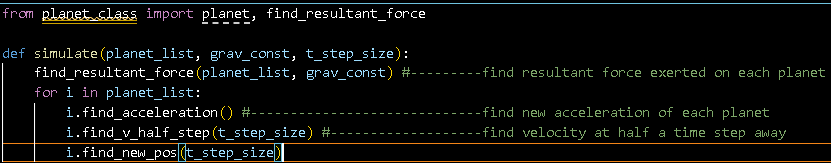 from planet_class import planet, find_resultant_force
def simulate(planet_list, grav_const, t_step_size):
find_resultant_force(planet_list, grav_const) #---------find resultant force exerted on each planet
for i in planet_list:
i.find_acceleration() #-----------------------------find new acceleration of each planet
i.find_v_half_step(t_step_size) #-------------------find velocity at half a time step away
i.find_new_pos(t_step_size)